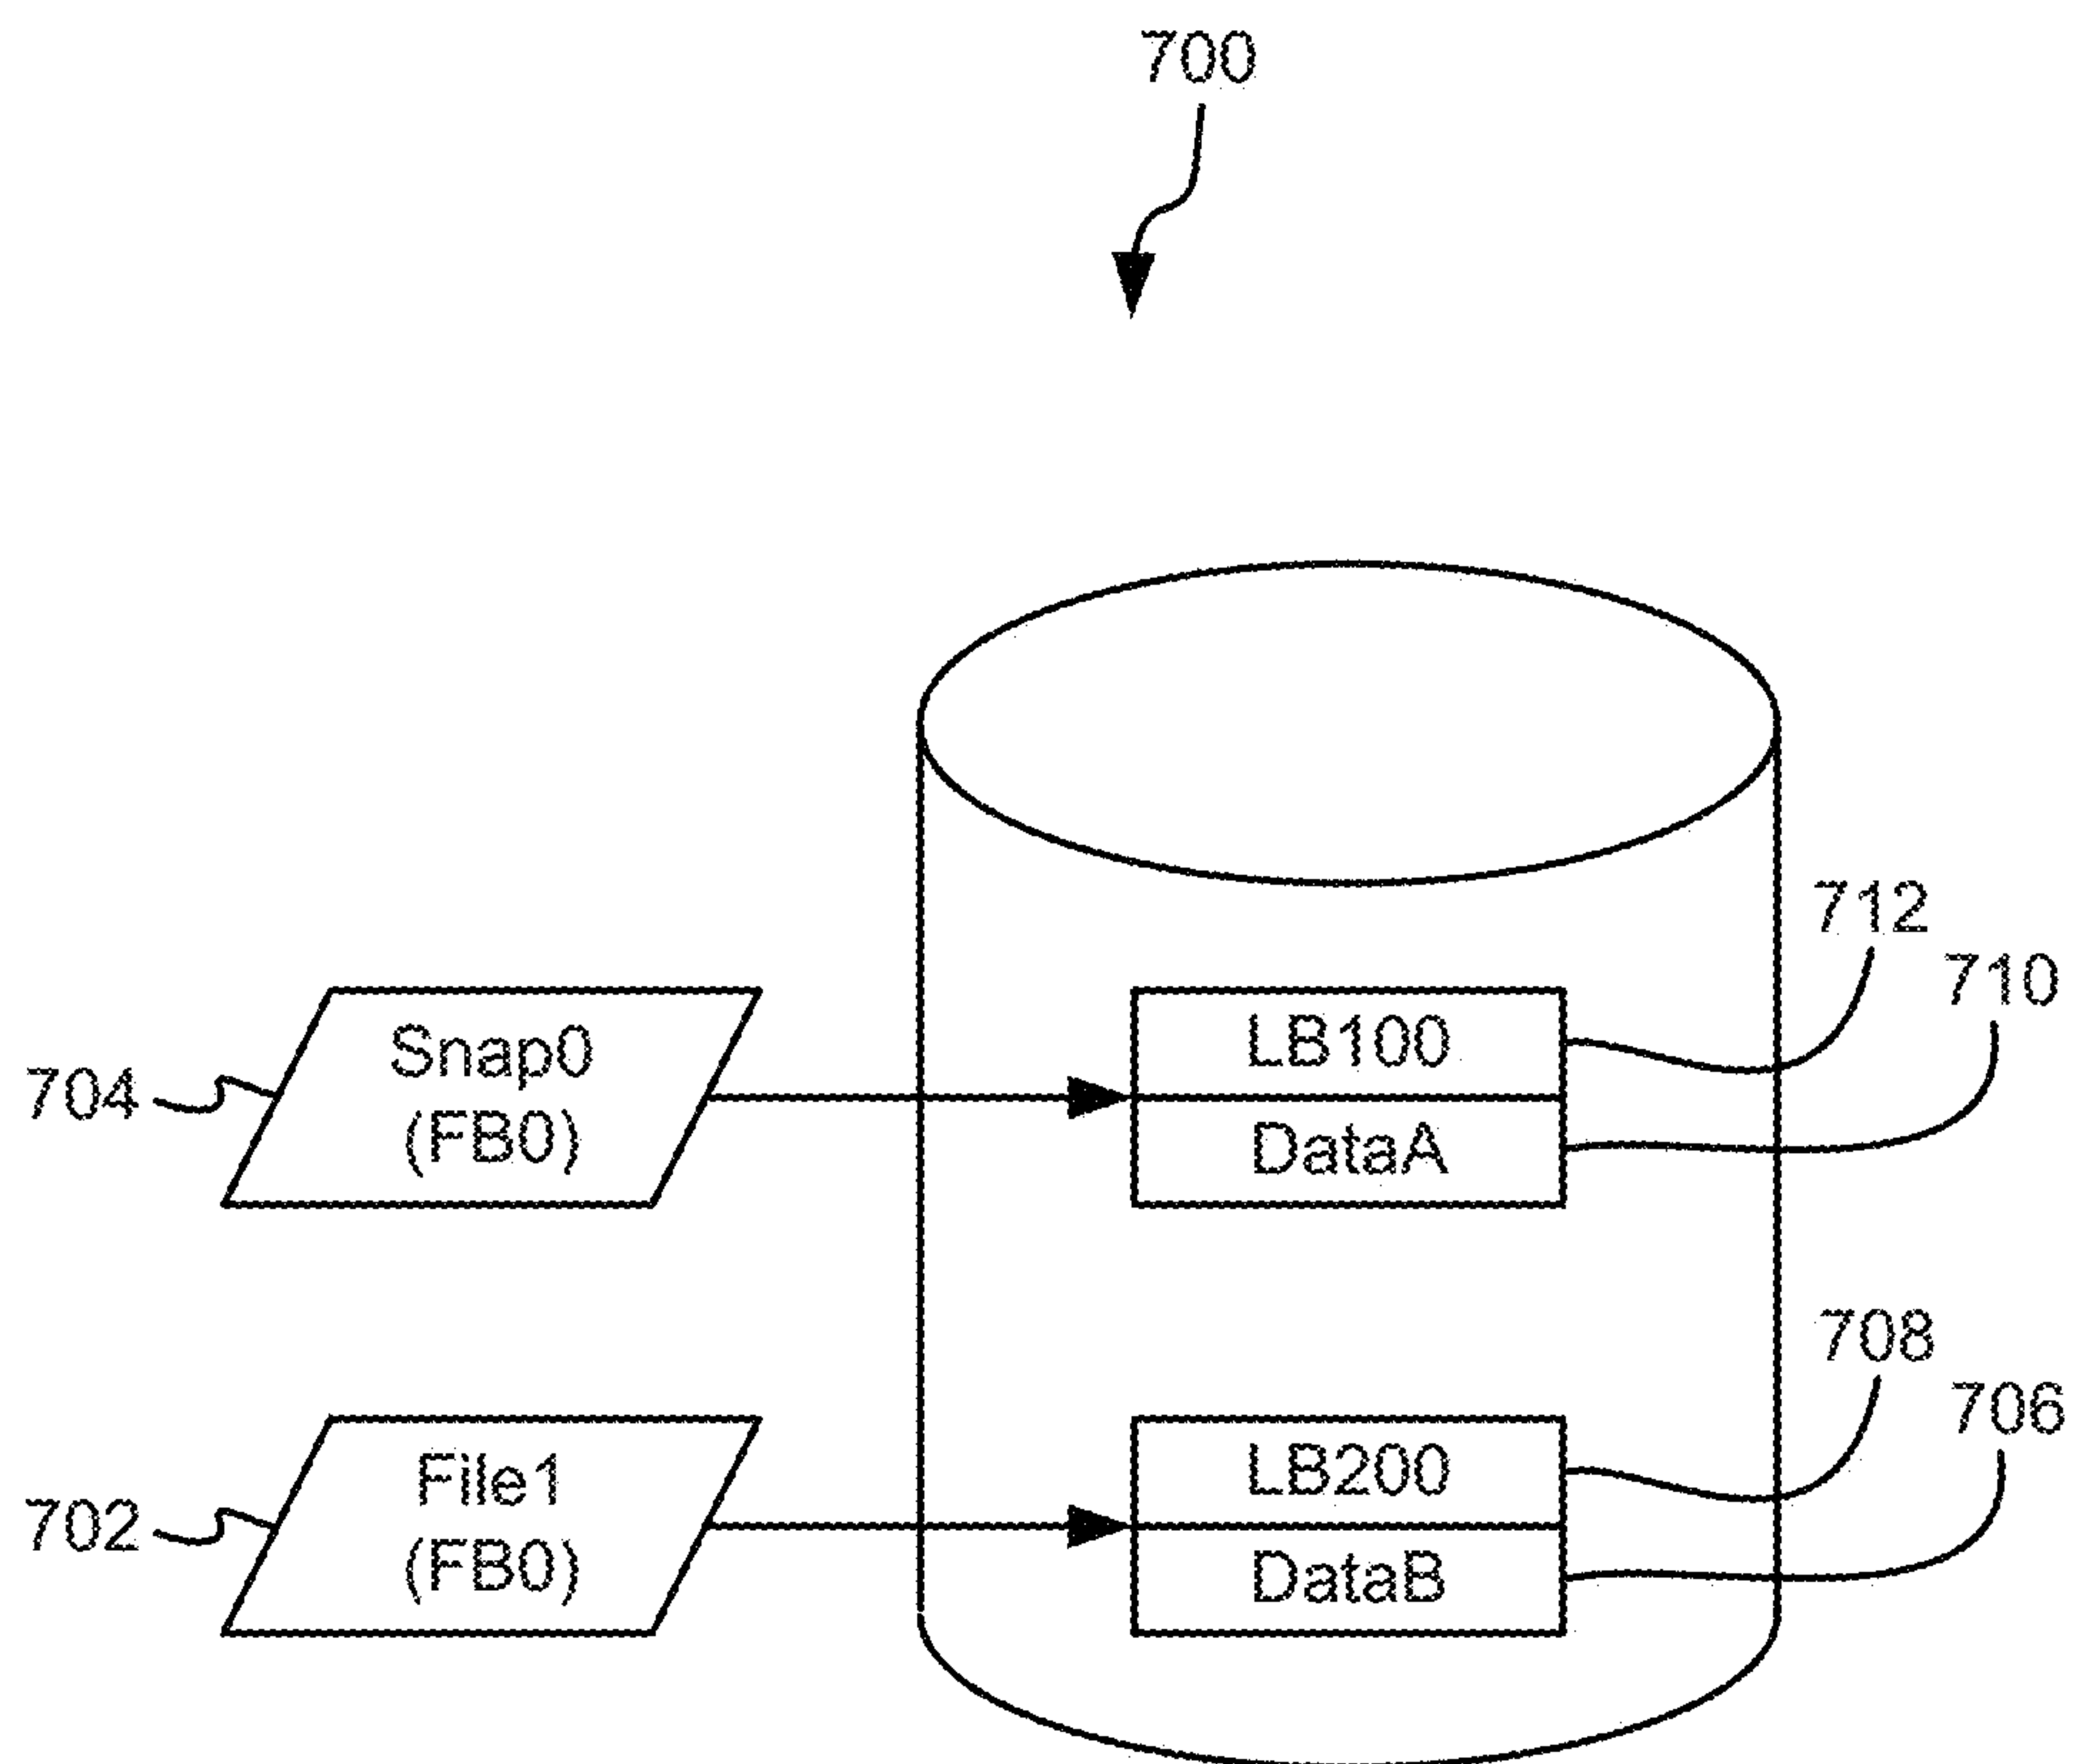 700
712
710
Snap0
(FB0)
LB100
DataA
704
708
706
File1
(FB0)
LB200
DataB
702